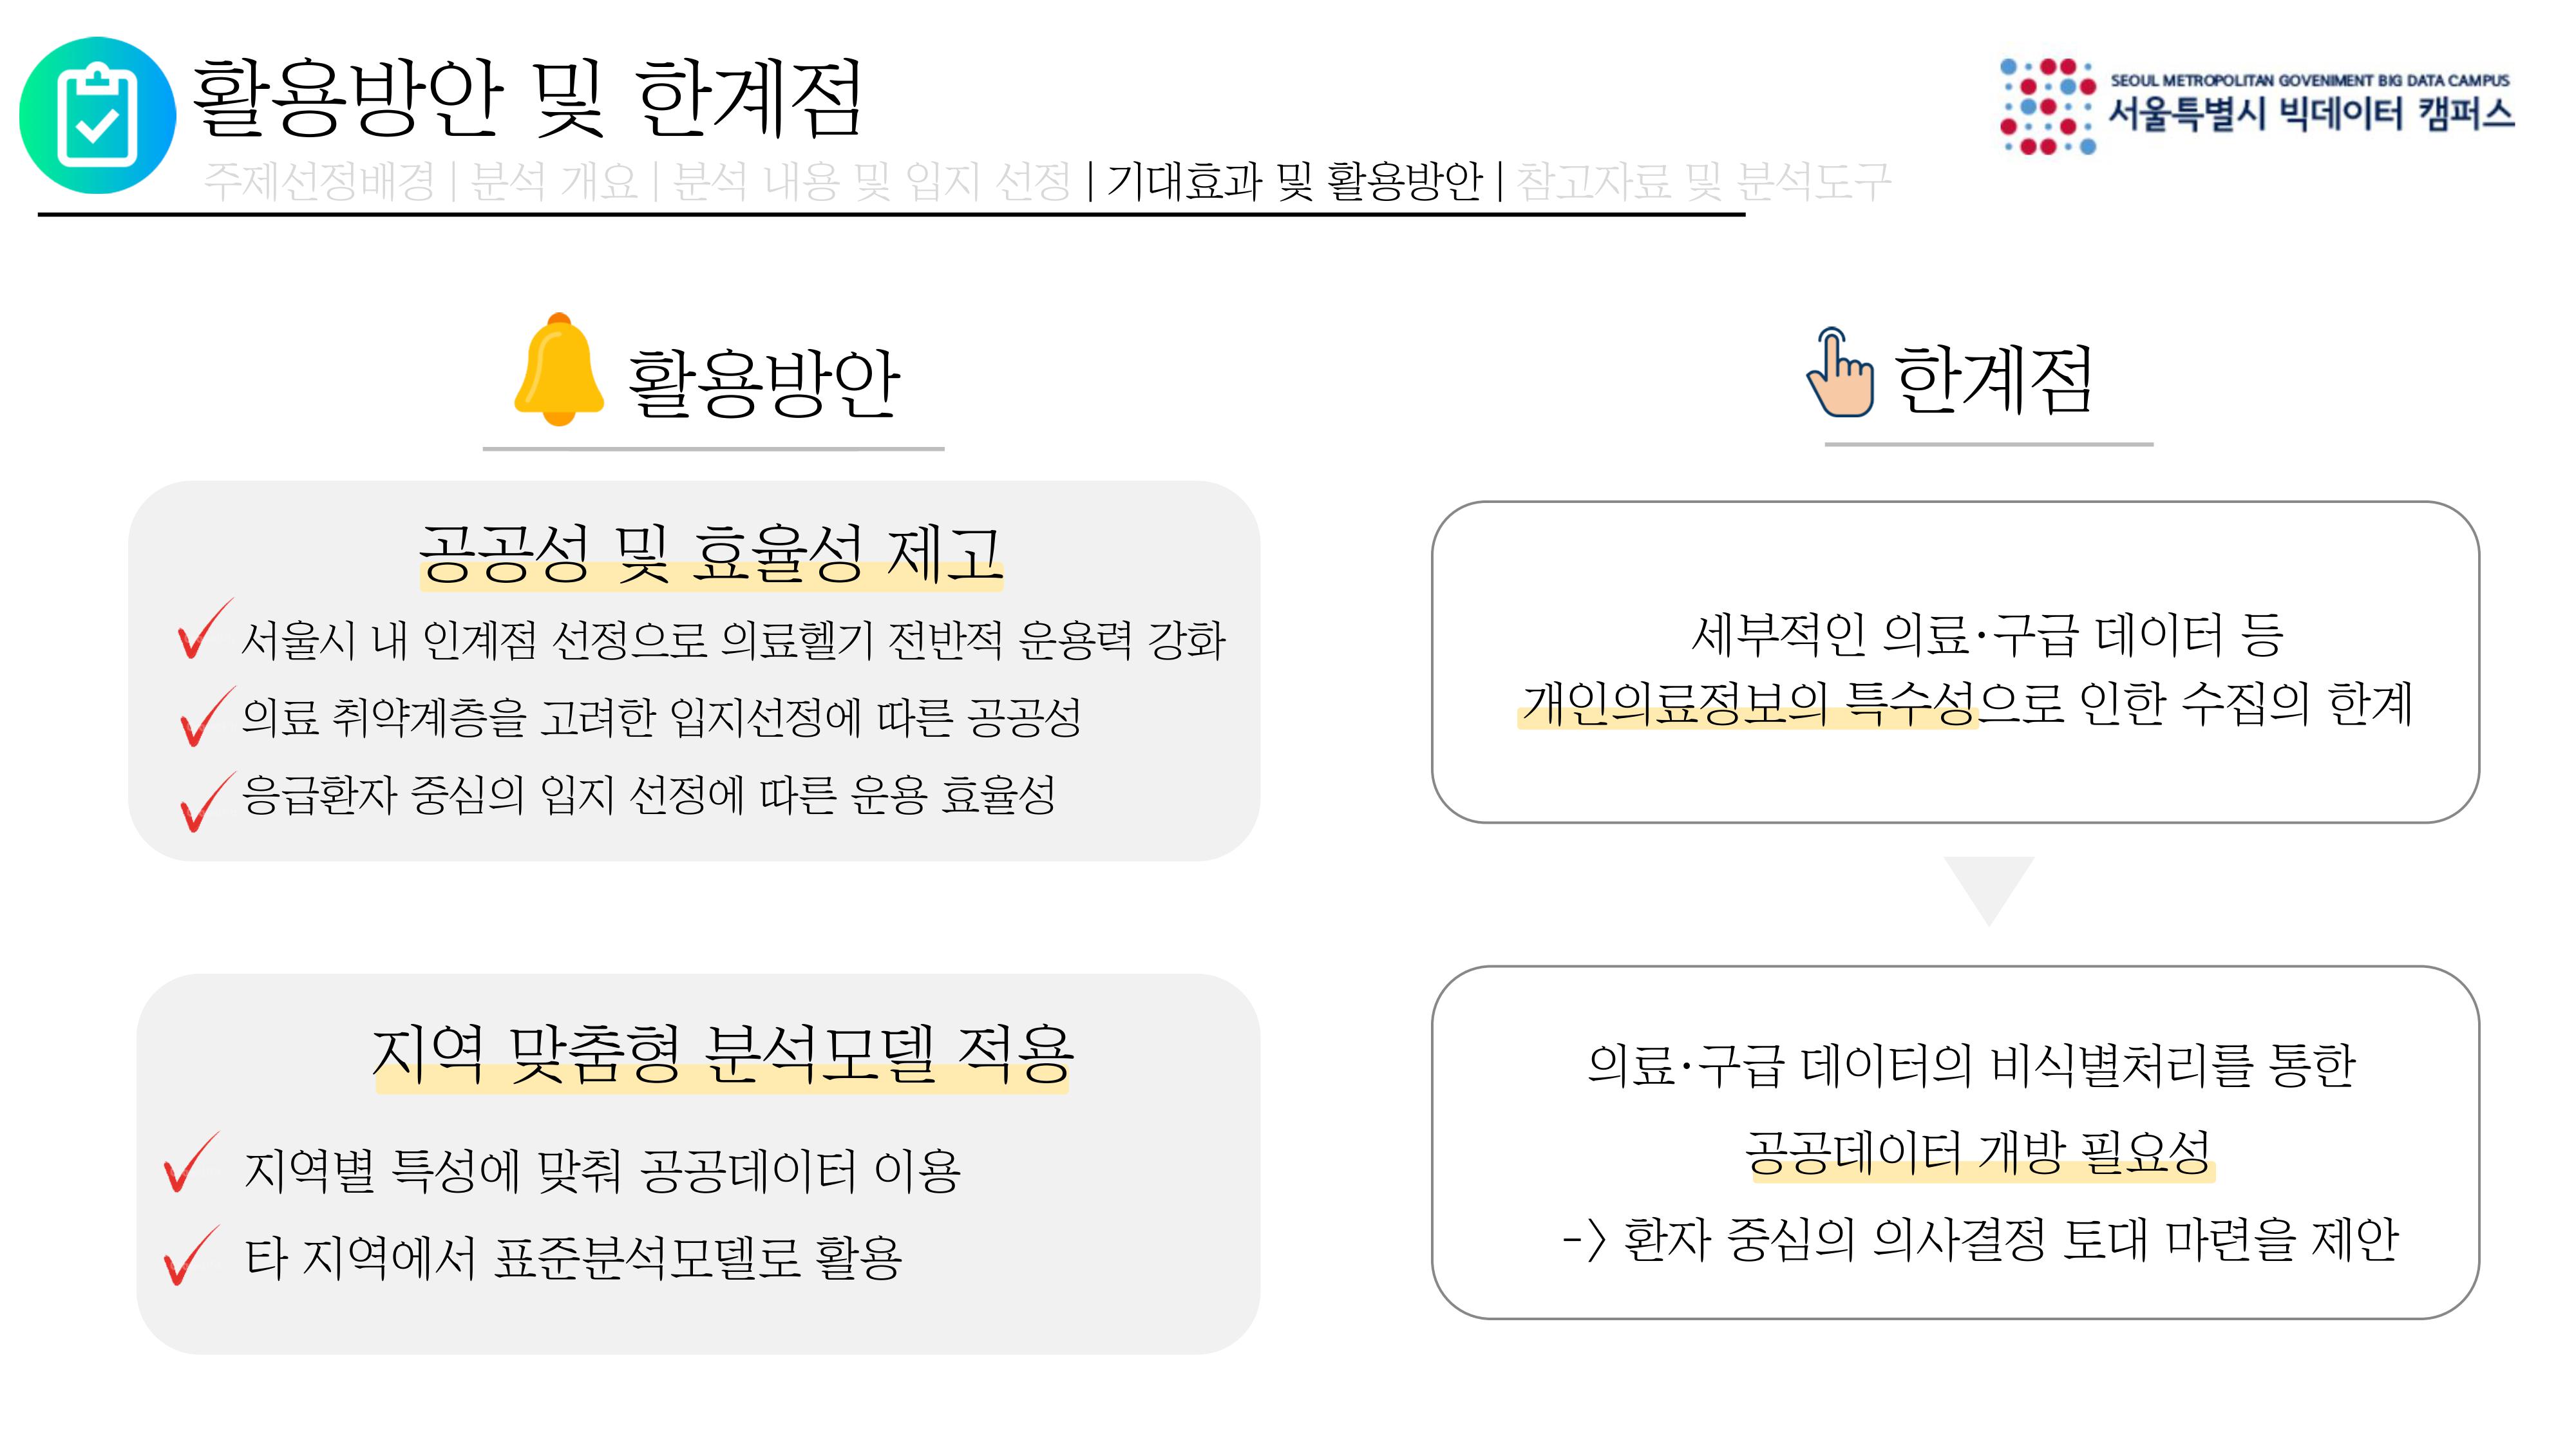 활용방안 및 한계점
SEOUL METROPOLITAN GOVENIMENT BIG DATA CAMPUS
서울특별시 빅데이터 캠퍼스
주제선정배경 | 분석 개요 | 분석 내용 및 입지 선정 | 기대효과 및 활용방안 | 참고자료 및 분석도구
활용방안
공공성 및 효율성 제고
서울시 내 인계점 선정으로 의료헬기 전반적 운용력 강화
의료 취약계층을 고려한 입지선정에 따른 공공성
응급환자 중심의 입지 선정에 따른 운용 효율성
지역 맞춤형 분석모델 적용
지역별 특성에 맞춰 공공데이터 이용
타 지역에서 표준분석모델로 활용
한계점
세부적인 의료·구급 데이터 등
개인의료정보의 특수성으로 인한 수집의 한계
의료·구급 데이터의 비식별처리를 통한
공공데이터 개방 필요성
-> 환자 중심의 의사결정 토대 마련을 제안